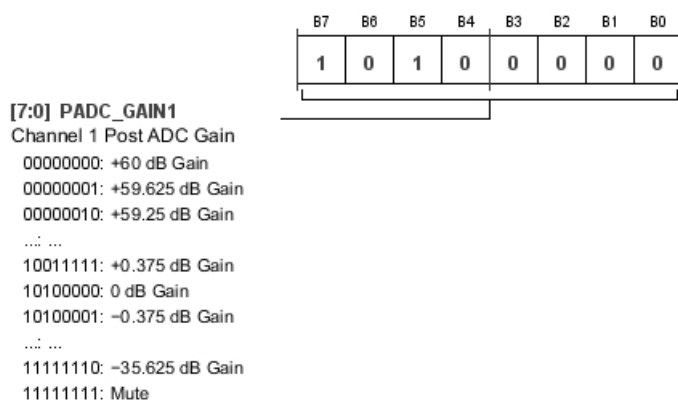 B7 B6 B5 B4 B3 B2 B1 B0
1 0 1 0 0 0 0 0
[7:0] PADC_GAIN1
Channel 1 Post ADC Gain
00000000: +60 dB Gain
00000001: +59.625 dB Gain
00000010: +59.25 dB Gain
...: ...
10011111: +0.375 dB Gain
10100000: 0 dB Gain
10100001: −0.375 dB Gain
...: ...
11111110: −35.625 dB Gain
11111111: Mute